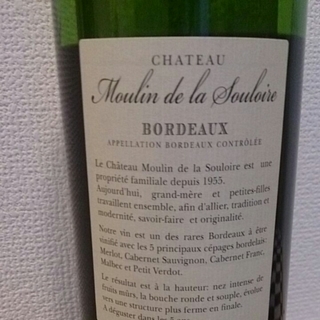 CHATEAU
Moulin de la Souloire
BORDEAUX
APPELLATION BORDEAUX CONTRÔLÉE
Le Château Moulin de la Souloire est une
propriété familiale depuis 1955.
Aujourd'hui, grand-mère et petites-filles
travaillent ensemble, afin d'allier, tradition et
modernité, savoir-faire et originalité.
Notre vin est un des rares Bordeaux à être
vinifié avec les 5 principaux cépages bordelais:
Merlot, Cabernet Sauvignon, Cabernet Franc,
Malbec et Petit Verdot.
Le résultat est à la hauteur: nez intense de
fruits mûrs, la bouche ronde et souple, évolue
vers une structure plus ferme en finale.
A déguster dans les